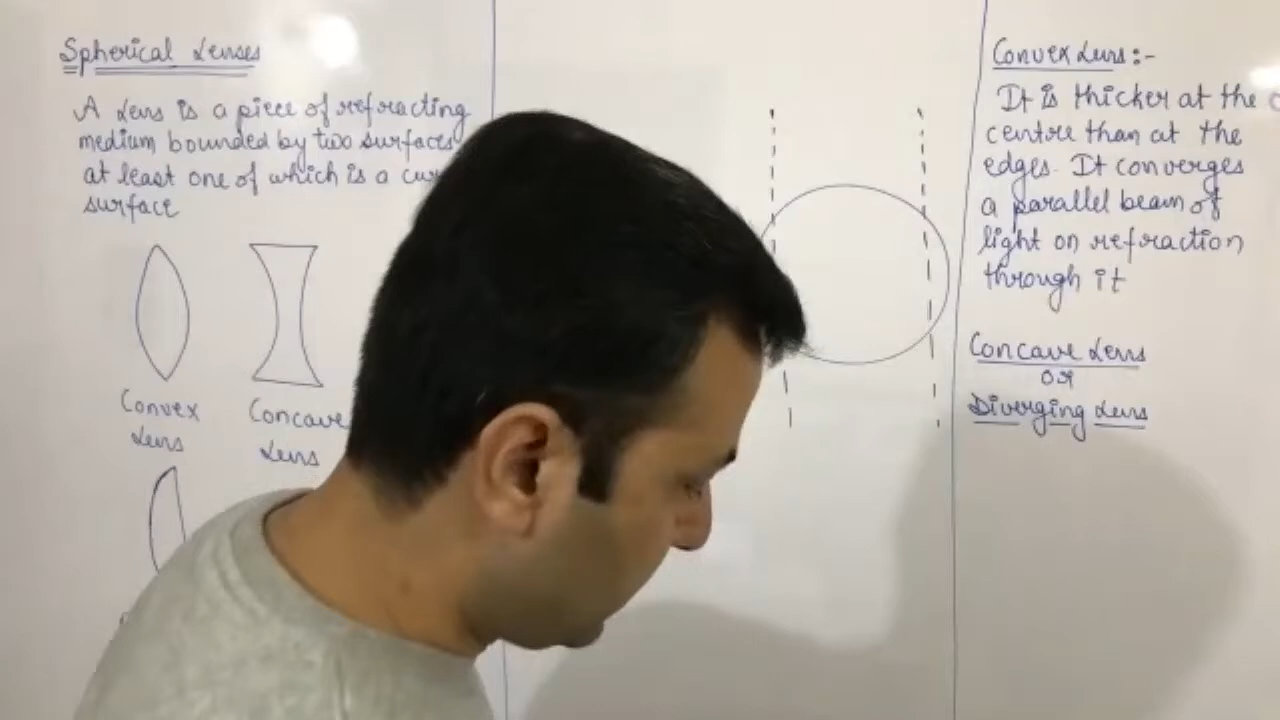 Spherical Lenses
A Lens is a piece of refracting
medium bounded by two surfaces
at least one of which is a
surface
Convex
Lens
Concave
Lens
Convex Lens :-
It is thicker at the
centre than at the
edges. It converges
a parallel beam of
light on refraction
through it
Concave Lens
or
Diverging Lens